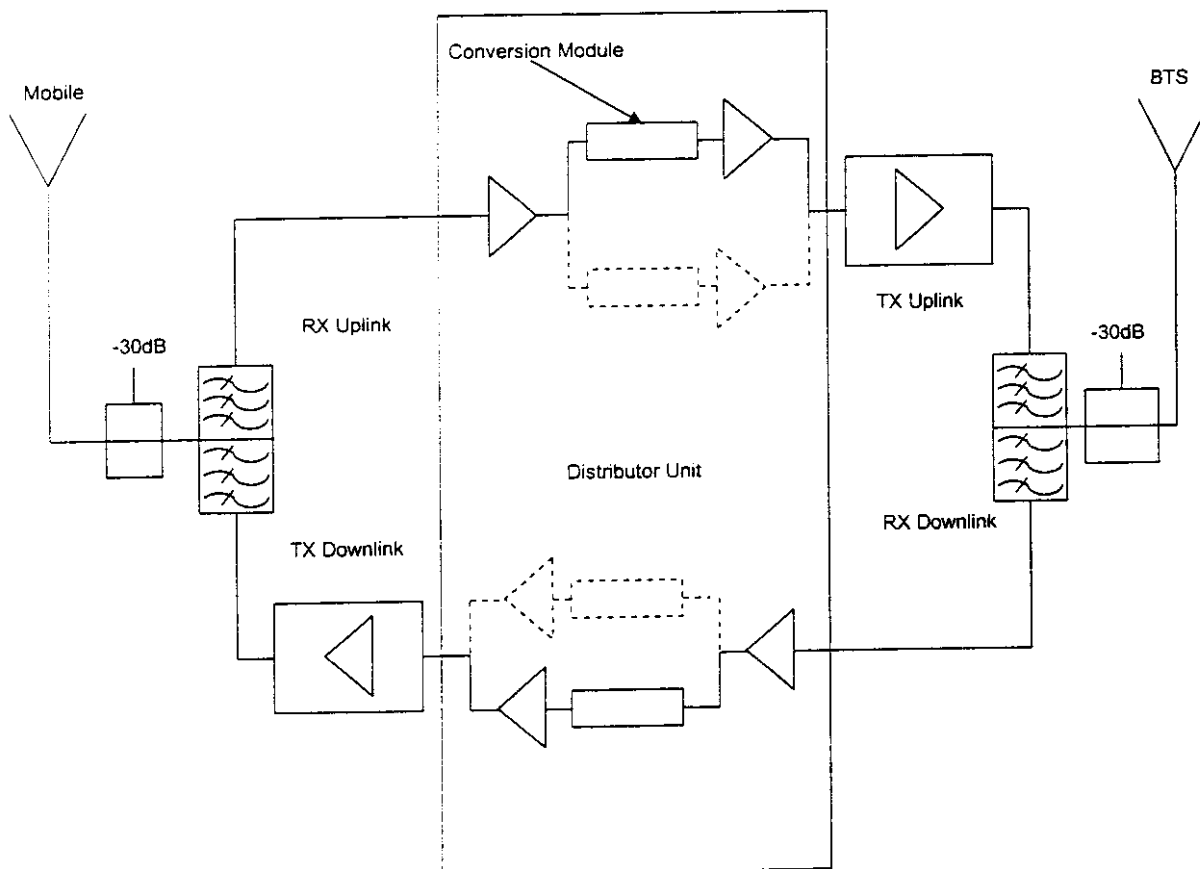 Conversion Module
Mobile
BTS
TX Uplink
RX Uplink
-30dB
-30dB
Distributor Unit
RX Downlink
TX Downlink